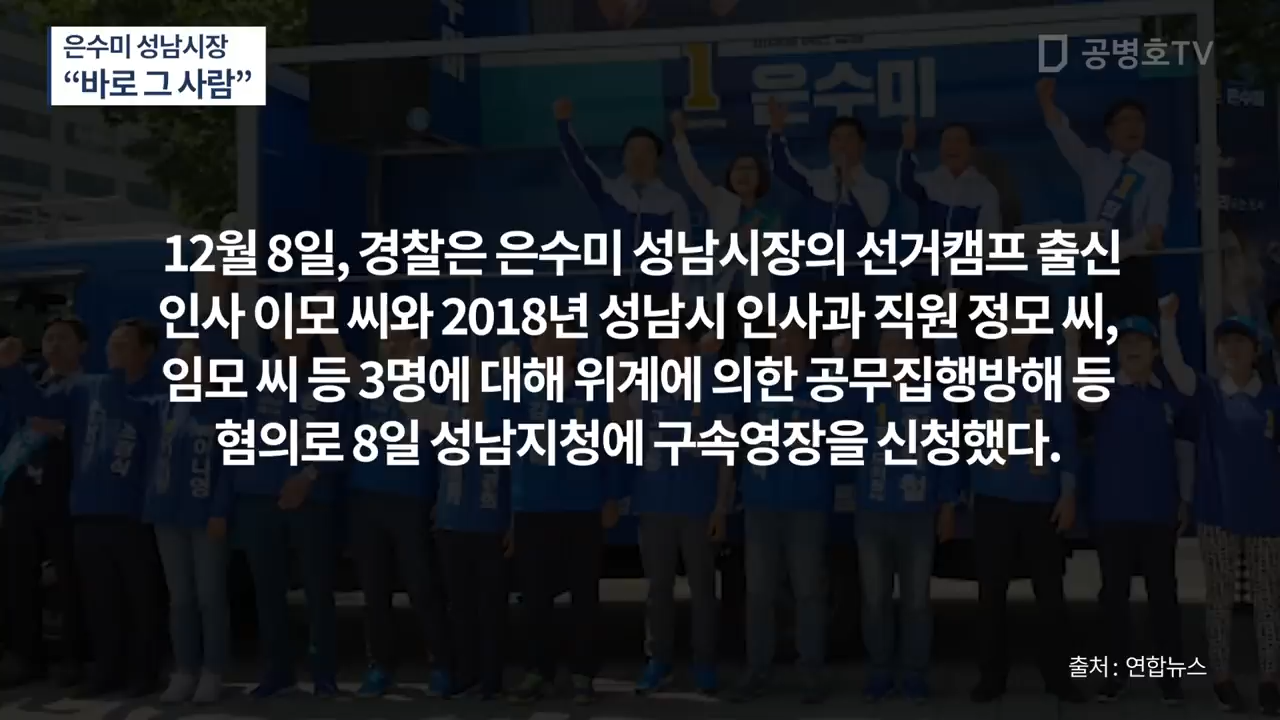 은수미 성남시장
“바로 그 사람”
공병호TV
1 은수미
12월 8일, 경찰은 은수미 성남시장의 선거캠프 출신
인사 이모 씨와 2018년 성남시 인사과 직원 정모 씨,
임모 씨 등 3명에 대해 위계에 의한 공무집행방해 등
혐의로 8일 성남지청에 구속영장을 신청했다.
출처 : 연합뉴스